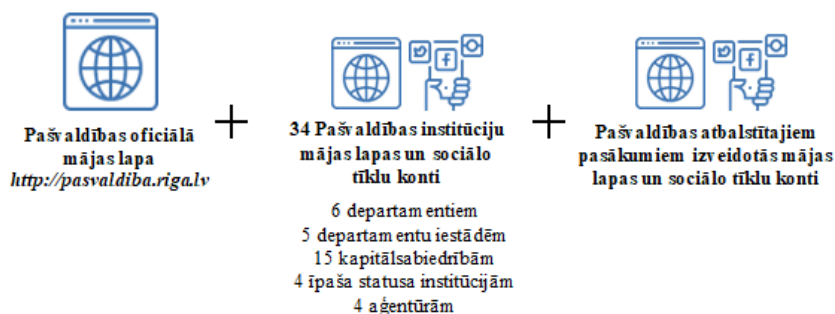 Pašvaldības oficiālā
mājas lapa
http://pasvaldiba.riga.lv
+
34 Pašvaldības institūciju
mājas lapas un sociālo
tīklu konti
6 departamentiem
5 departamentu iestādēm
15 kapitālsabiedrībām
4 īpaša statusa institūcijām
4 aģentūrām
+
Pašvaldības atbalstītajiem
pasākumiem izveidotās mājas
lapas un sociālo tīklu konti